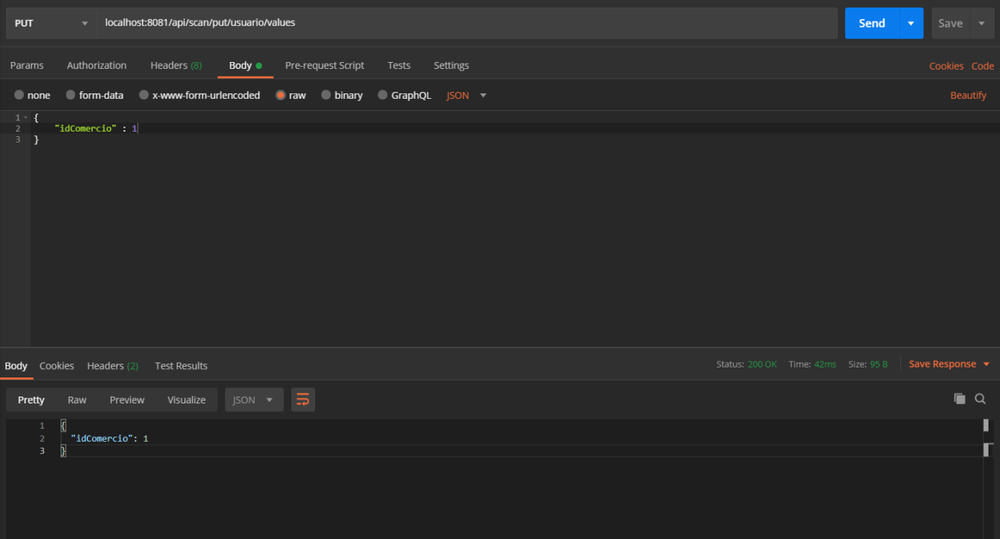 PUT localhost:8081/api/scan/put/usuario/values Send Save
Params Authorization Headers (8) Body Pre-request Script Tests Settings Cookies Code
none form-data x-www-form-urlencoded raw binary GraphQL JSON Beautify
1 {
2 "idComercio" : 1
3 }
Body Cookies Headers (2) Test Results Status: 200 OK Time: 42ms Size: 95 B Save Response
Pretty Raw Preview Visualize JSON
1 {
2 "idComercio": 1
3 }